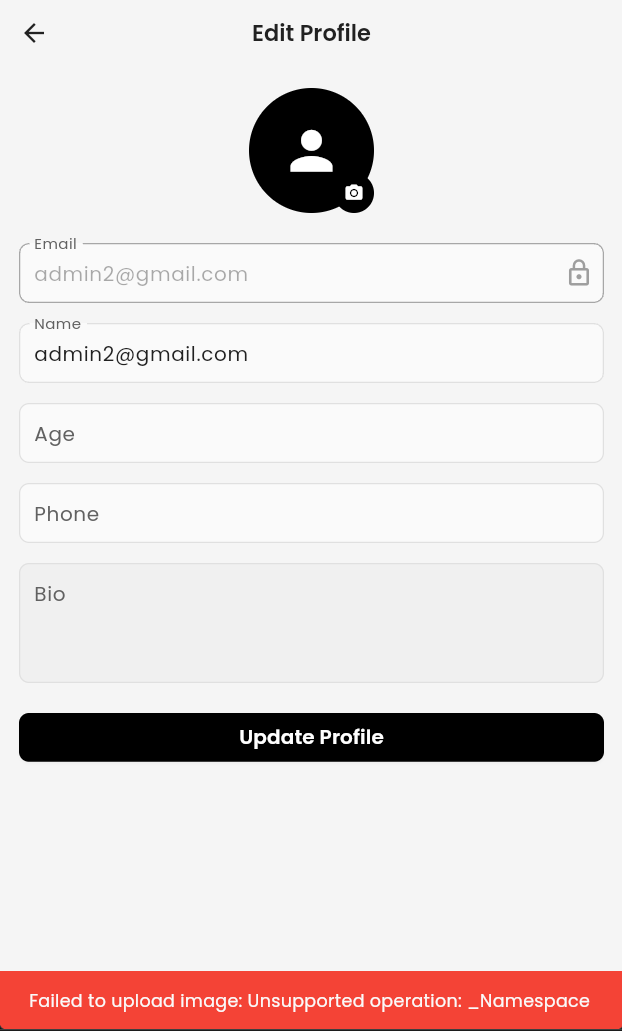 Edit Profile
Email
admin2@gmail.com
Name
admin2@gmail.com
Age
Phone
Bio
Update Profile
Failed to upload image: Unsupported operation: _Namespace